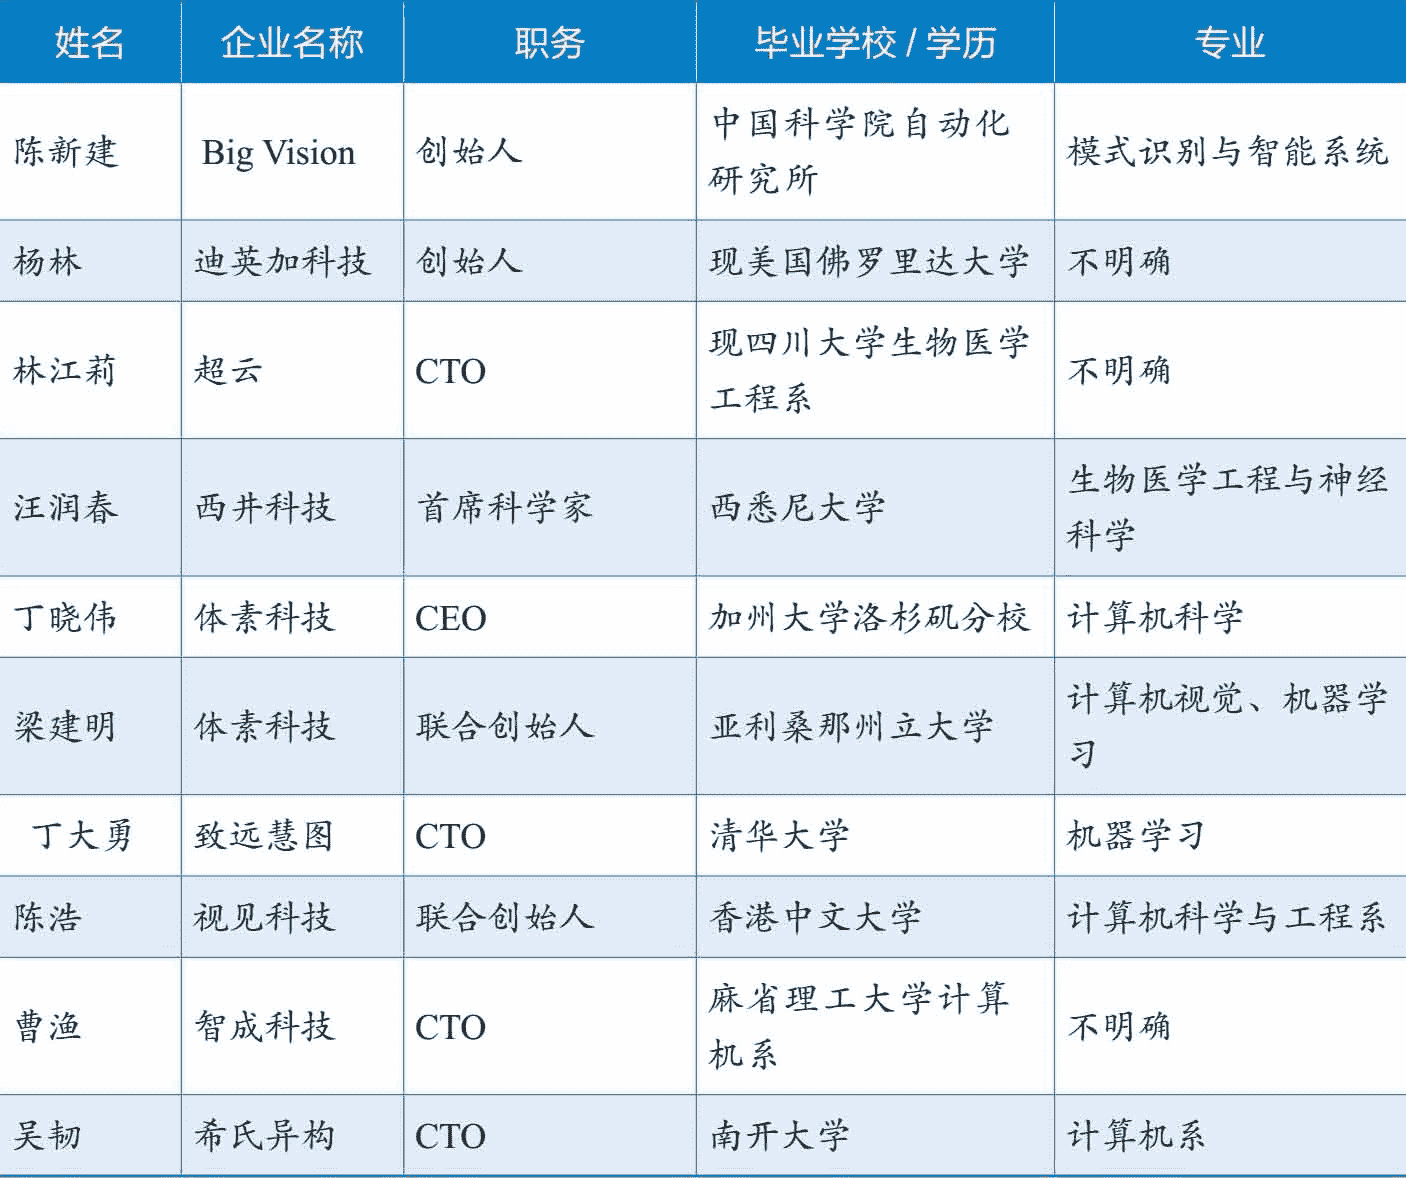 姓名 企业名称 职务 毕业学校 / 学历 专业
陈新建 Big Vision 创始人 中国科学院自动化
研究所 模式识别与智能系统
杨林 迪英加科技 创始人 现美国佛罗里达大学 不明确
林江莉 超云 CTO 现四川大学生物医学
工程系 不明确
汪润春 西井科技 首席科学家 西悉尼大学 生物医学工程与神经
科学
丁晓伟 体素科技 CEO 加州大学洛杉矶分校 计算机科学
梁建明 体素科技 联合创始人 亚利桑那州立大学 计算机视觉、机器学
习
丁大勇 致远慧图 CTO 清华大学 机器学习
陈浩 视见科技 联合创始人 香港中文大学 计算机科学与工程系
曹渔 智成科技 CTO 麻省理工大学计算
机系 不明确
吴韧 希氏异构 CTO 南开大学 计算机系